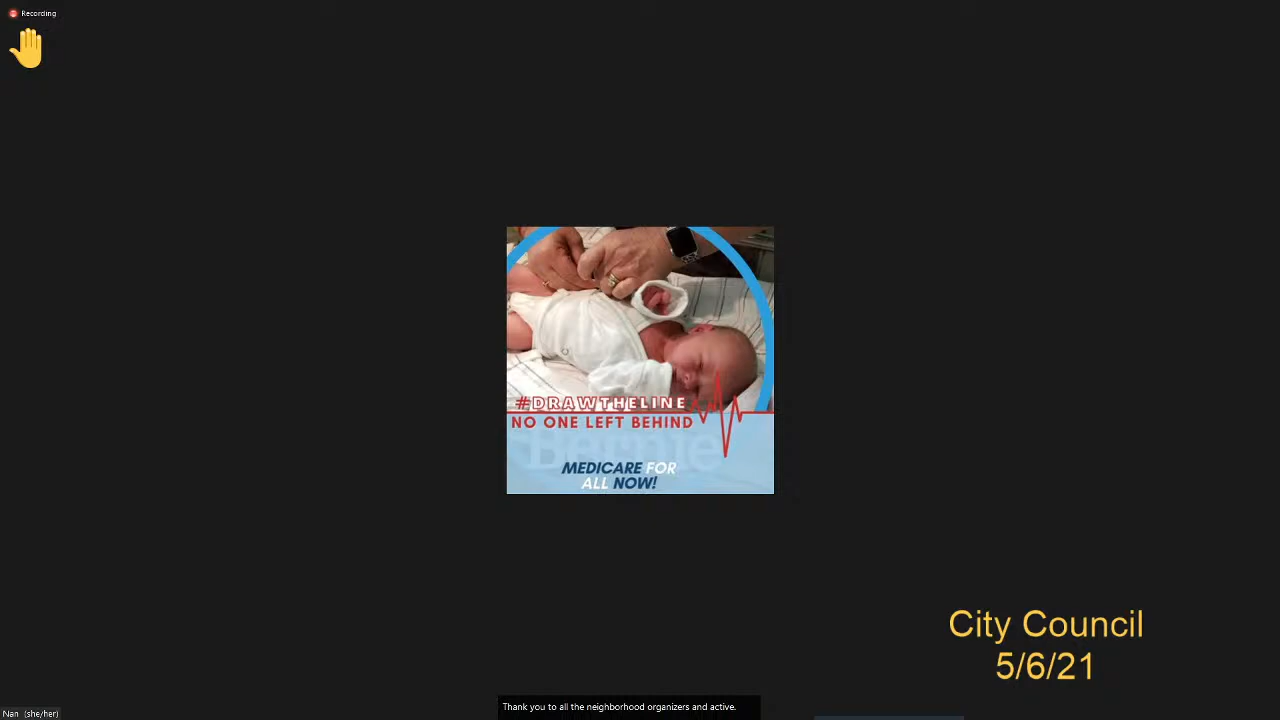 Recording
#DRAWTHELINE
NO ONE LEFT BEHIND
Bernie
MEDICARE FOR
ALL NOW!
City Council
5/6/21
Thank you to all the neighborhood organizers and active.
Nan (she/her)